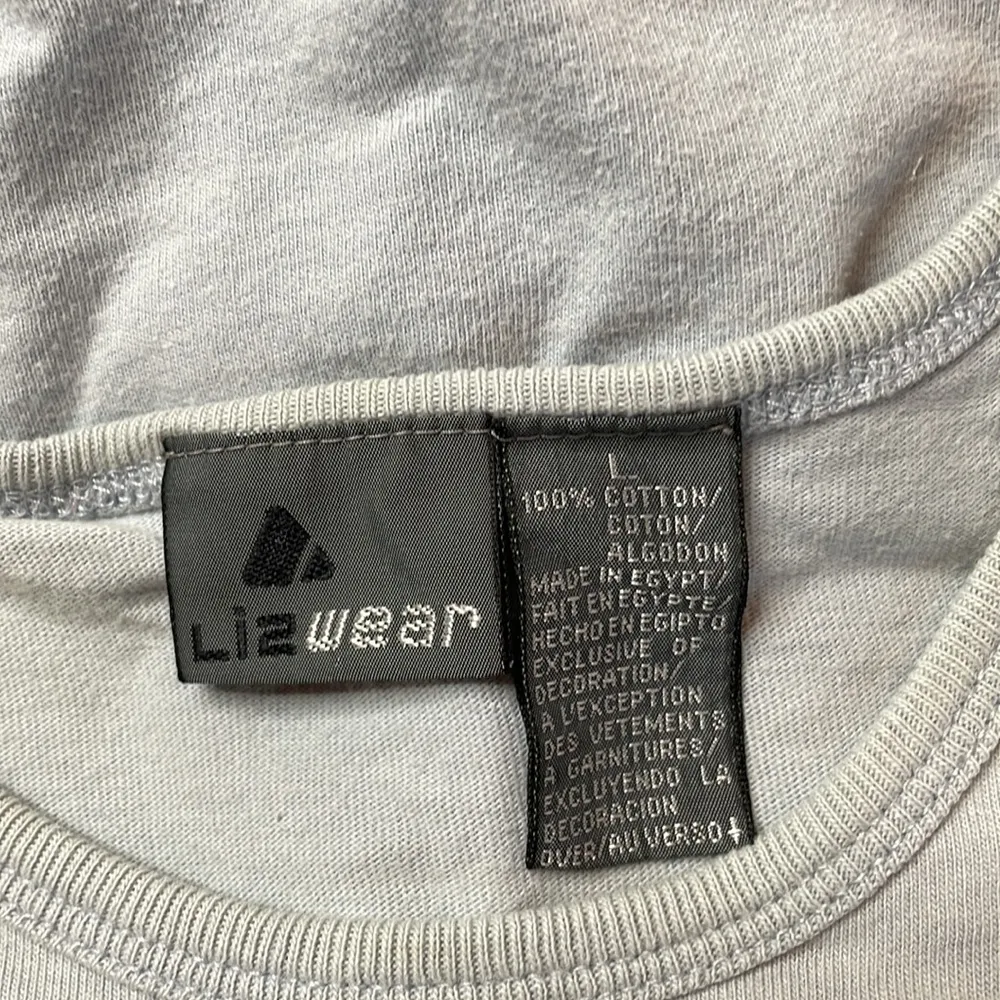 Lizwear
L
100% COTTON/
COTON/
ALGODON
MADE IN EGYPT/
FAIT EN EGYPTE/
HECHO EN EGIPTO
EXCLUSIVE OF
DECORATION/
A L'EXCEPTION
DES VETEMENTS
A GARNITURES/
EXCLUYENDO LA
DECORACION
OVER/AU VERSO